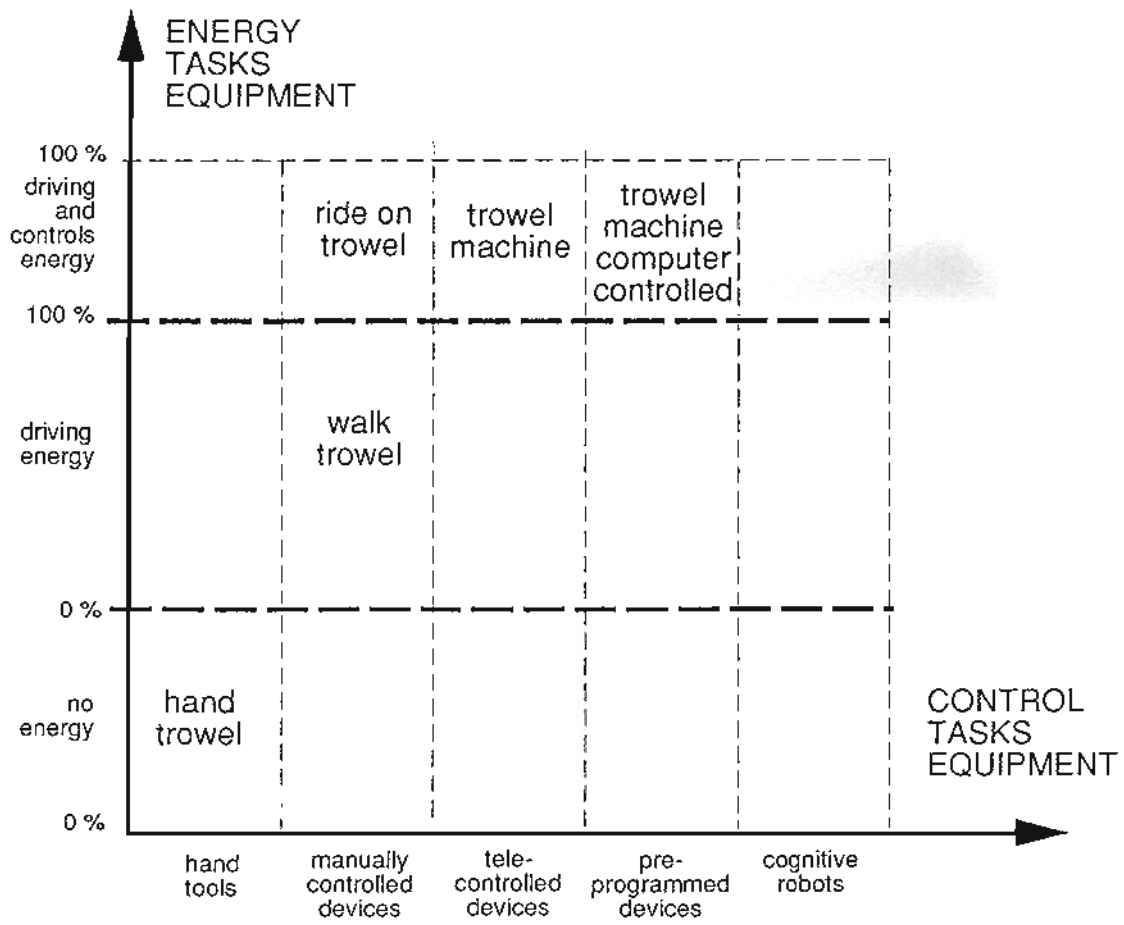 ENERGY
TASKS
EQUIPMENT
100 %
driving
and
controls
energy
ride on
trowel
trowel
machine
trowel
machine
computer
controlled
100 %
driving
energy
walk
trowel
0 %
no
energy
hand
trowel
CONTROL
TASKS
EQUIPMENT
0 %
hand
tools
manually
controlled
devices
tele-
controlled
devices
pre-
programmed
devices
cognitive
robots